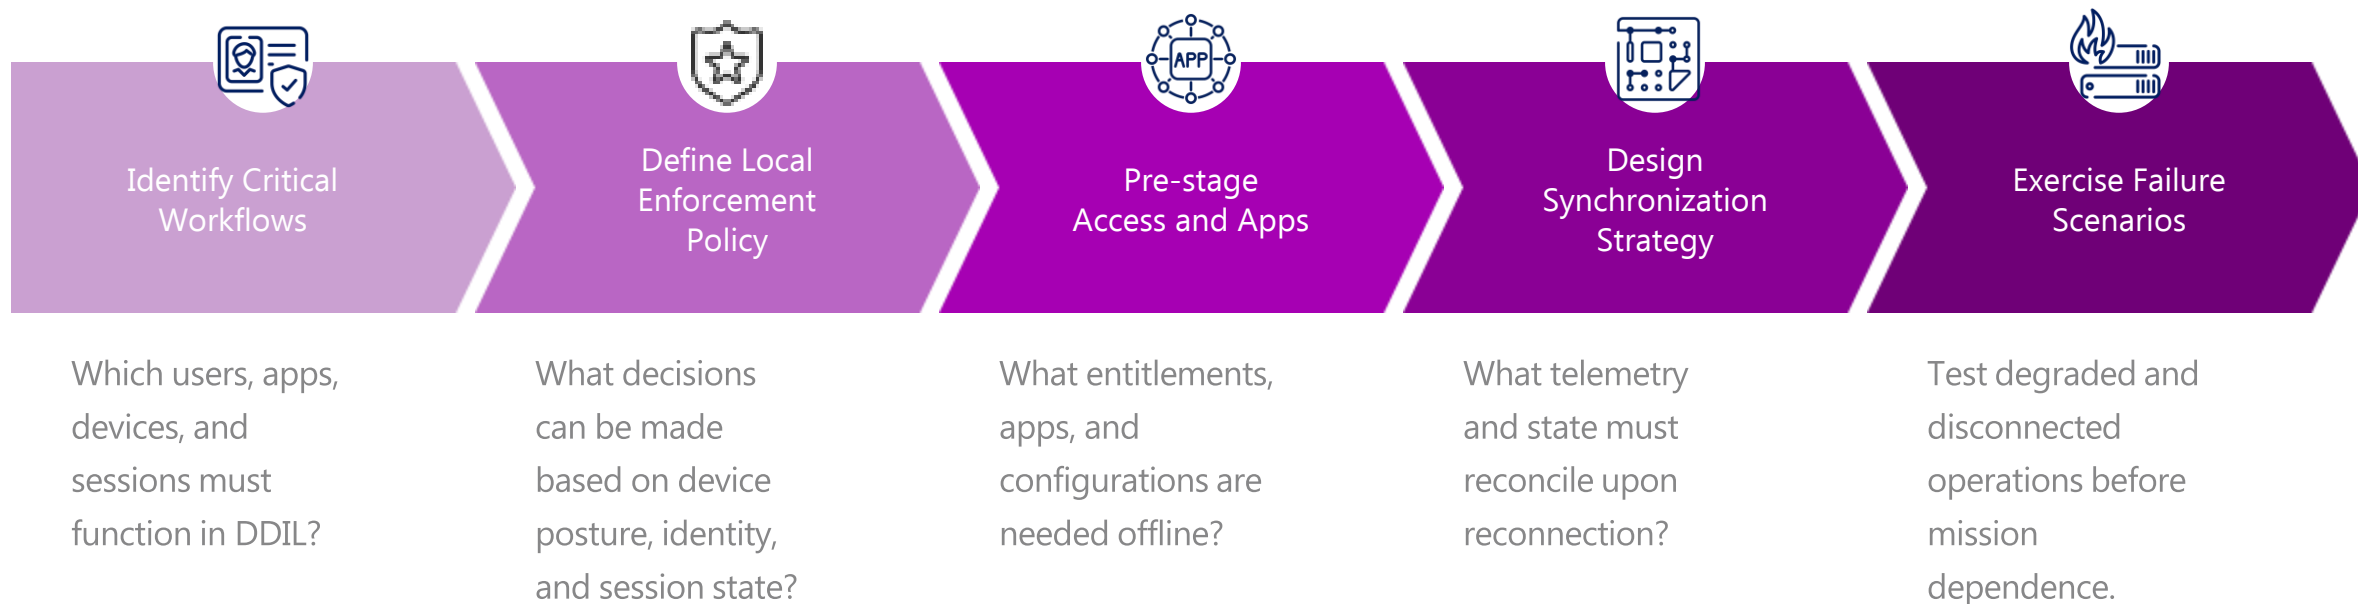 Identify Critical
Workflows
Define Local
Enforcement
Policy
APP
Pre-stage
Access and Apps
Design
Synchronization
Strategy
Exercise Failure
Scenarios
Which users, apps,
devices, and
sessions must
function in DDIL?
What decisions
can be made
based on device
posture, identity,
and session state?
What entitlements,
apps, and
configurations are
needed offline?
What telemetry
and state must
reconcile upon
reconnection?
Test degraded and
disconnected
operations before
mission
dependence.